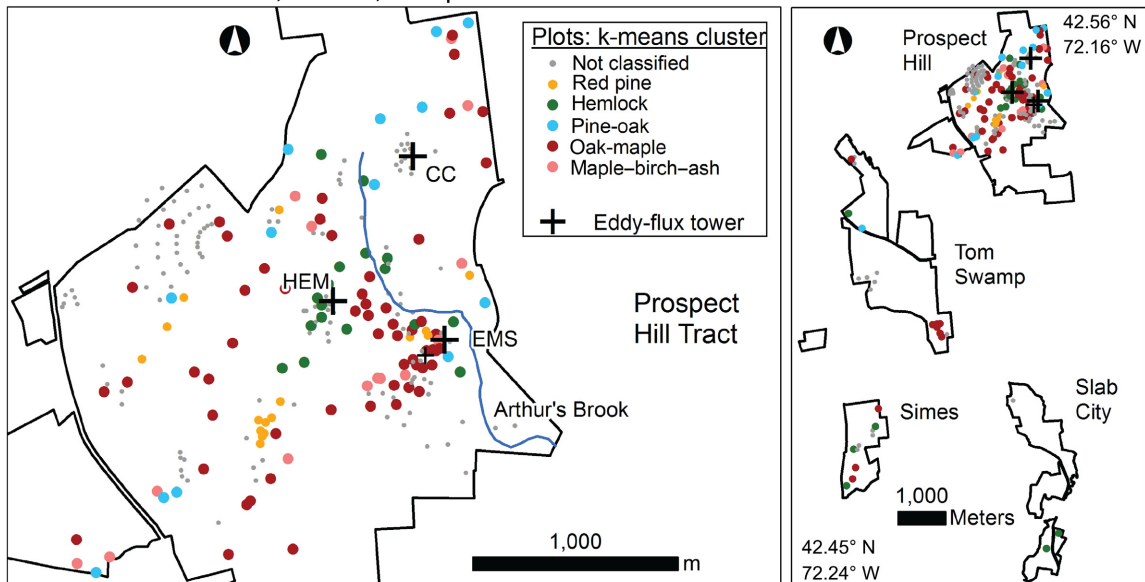 Plots: k-means cluster
Not classified
Red pine
Hemlock
Pine-oak
Oak-maple
Maple–birch–ash
Eddy-flux tower
CC
HEM
EMS
Prospect
Hill Tract
Arthur's Brook
1,000
m
42.56° N
72.16° W
Prospect
Hill
Tom
Swamp
Slab
City
Simes
1,000
Meters
42.45° N
72.24° W